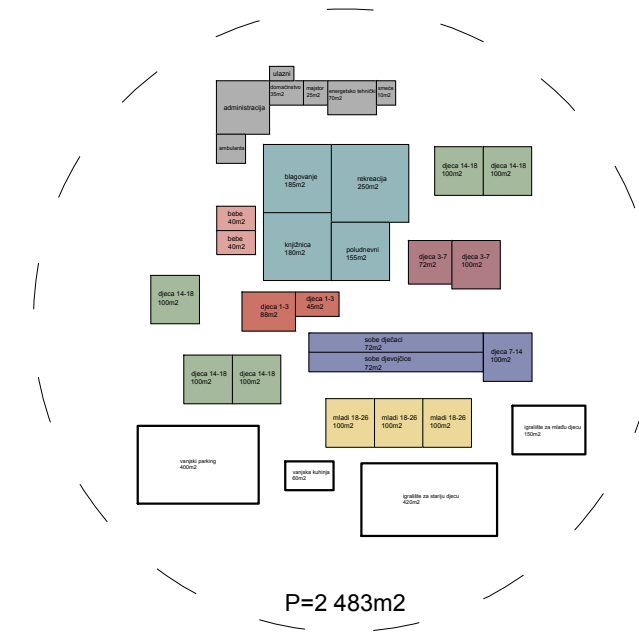 ulazni
domaćinstvo
35m2
majstor
25m2
energetsko tehnički
70m2
smeće
10m2
administracija
ambulanta
blagovanje
185m2
rekreacija
250m2
djeca 14-18
100m2
djeca 14-18
100m2
bebe
40m2
bebe
40m2
knjižnica
180m2
poludnevni
155m2
djeca 3-7
72m2
djeca 3-7
100m2
djeca 14-18
100m2
djeca 1-3
88m2
djeca 1-3
45m2
sobe dječaci
72m2
sobe djevojčice
72m2
djeca 7-14
100m2
djeca 14-18
100m2
djeca 14-18
100m2
mladi 18-26
100m2
mladi 18-26
100m2
mladi 18-26
100m2
igralište za mlađu djecu
150m2
vanjski parking
400m2
vanjska kuhinja
60m2
igralište za stariju djecu
420m2
P=2 483m2